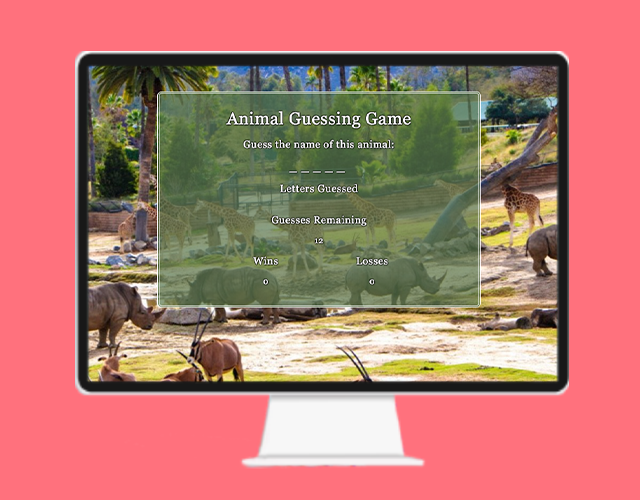 Animal Guessing Game
Guess the name of this animal:
_ _ _ _ _
Letters Guessed
Guesses Remaining
12
Wins Losses
0 0